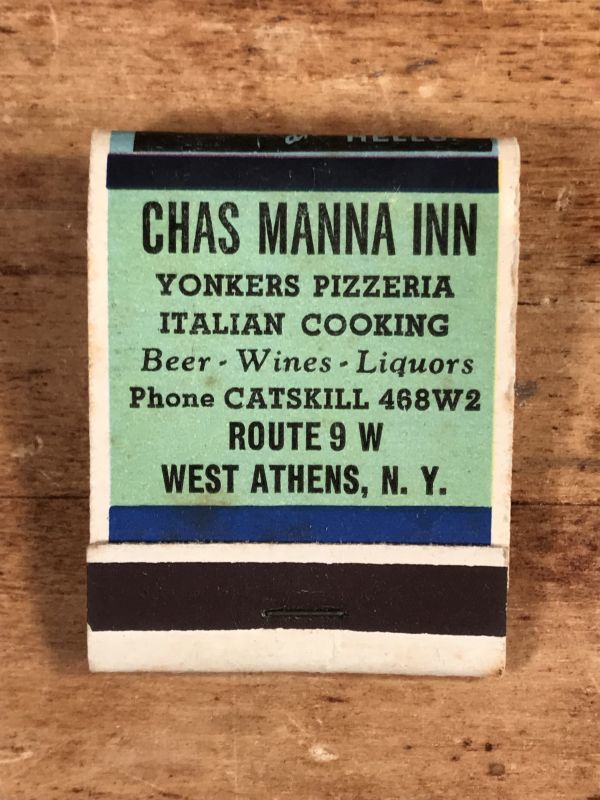 CHAS MANNA INN
YONKERS PIZZERIA
ITALIAN COOKING
Beer - Wines - Liquors
Phone CATSKILL 468W2
ROUTE 9 W
WEST ATHENS, N. Y.